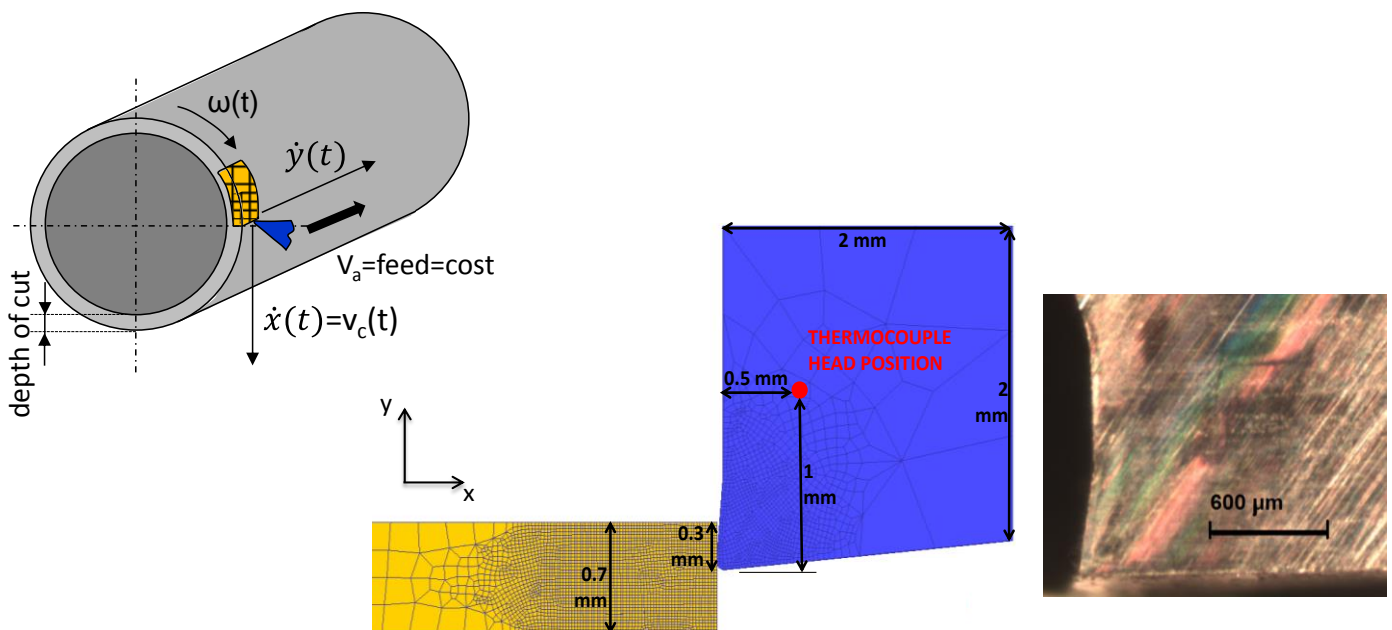 ω(t)
ẏ(t)
Vₐ=feed=cost
ẋ(t)=v_c(t)
depth of cut
2 mm
THERMOCOUPLE
HEAD POSITION
0.5 mm
2
mm
y
x
1
mm
0.3
mm
0.7
mm
600 µm